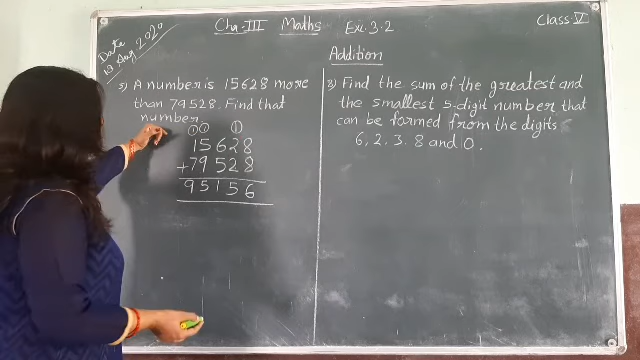 Date 19 Aug 2020
Chp. III Maths Ex. 3.2
Class-V
Addition
5) A number is 15628 more
than 79528. Find that
number
① ① ①
15628
+79528
95156
8) Find the sum of the greatest and
the smallest 5-digit number that
can be formed from the digits
6, 2, 3, 8 and 0.